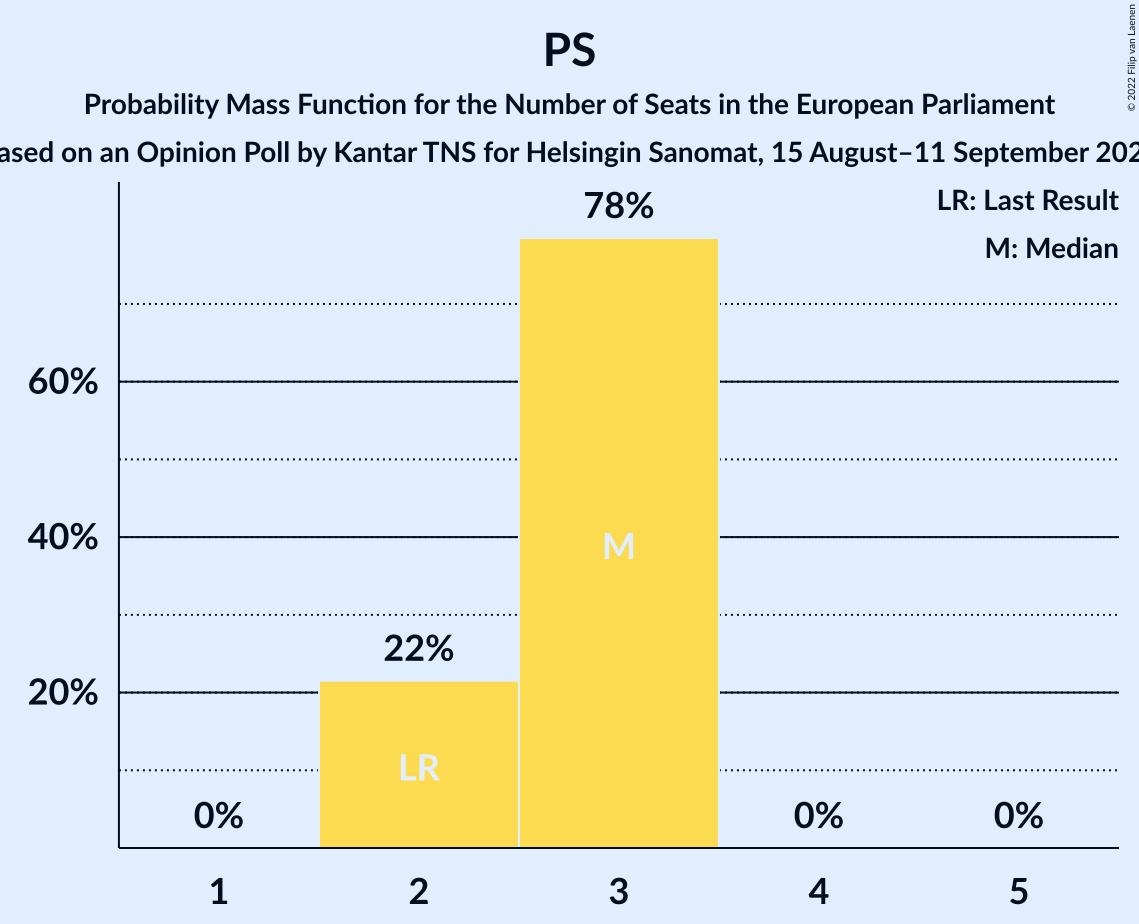 PS
Probability Mass Function for the Number of Seats in the European Parliament
on an Opinion Poll by Kantar TNS for Helsingin Sanomat, 15 August–11 September
© 2022 Filip van Laenen
LR: Last Result
M: Median
78%
60%
M
40%
22%
20%
LR
0%
0%
0%
1
2
3
4
5